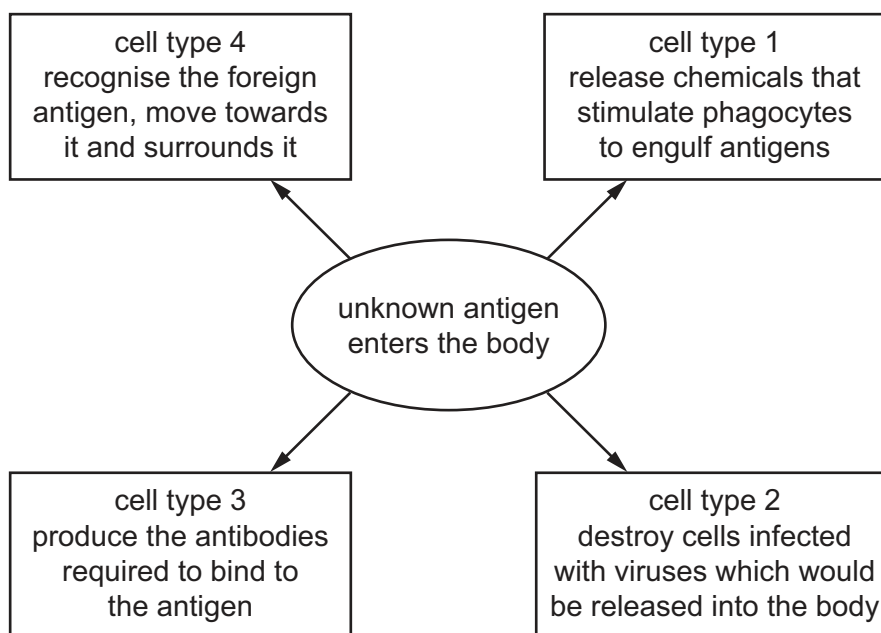 cell type 4
recognise the foreign
antigen, move towards
it and surrounds it
cell type 1
release chemicals that
stimulate phagocytes
to engulf antigens
unknown antigen
enters the body
cell type 3
produce the antibodies
required to bind to
the antigen
cell type 2
destroy cells infected
with viruses which would
be released into the body